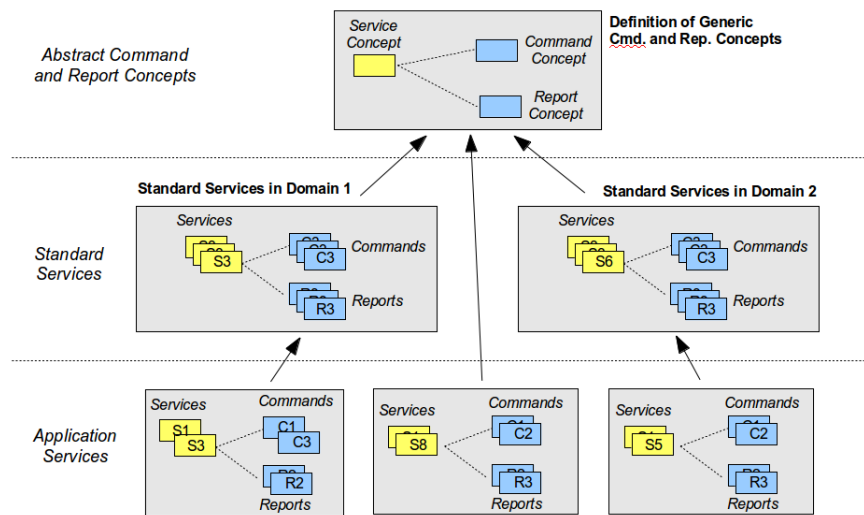 Abstract Command
and Report Concepts
Service
Concept
Command
Concept
Report
Concept
Definition of Generic
Cmd. and Rep. Concepts
Standard Services in Domain 1
Standard Services in Domain 2
Standard
Services
Services
S3
C3
Commands
R3
Reports
Services
S6
C3
Commands
R3
Reports
Application
Services
Services
S1
S3
Commands
C1
C3
R2
Reports
Services
S8
Commands
C2
R3
Reports
Services
S5
Commands
C2
R3
Reports